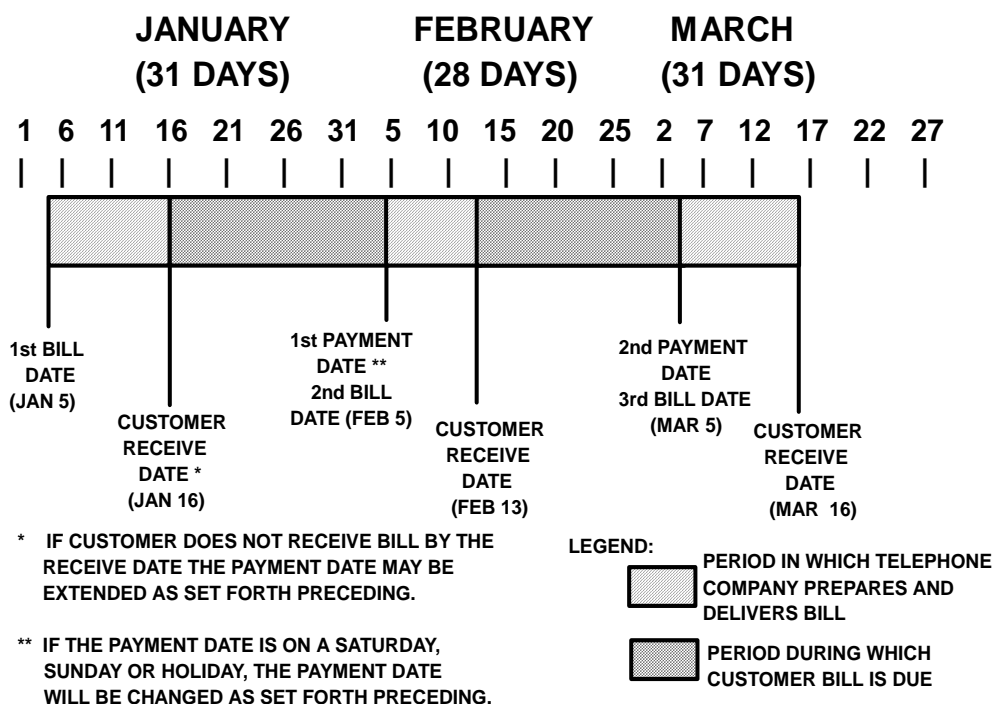 JANUARY FEBRUARY MARCH
(31 DAYS) (28 DAYS) (31 DAYS)
1 6 11 16 21 26 31 5 10 15 20 25 2 7 12 17 22 27
1st BILL
DATE
(JAN 5)
CUSTOMER
RECEIVE
DATE *
(JAN 16)
1st PAYMENT
DATE **
2nd BILL
DATE (FEB 5)
CUSTOMER
RECEIVE
DATE
(FEB 13)
2nd PAYMENT
DATE
3rd BILL DATE
(MAR 5)
CUSTOMER
RECEIVE
DATE
(MAR 16)
* IF CUSTOMER DOES NOT RECEIVE BILL BY THE
RECEIVE DATE THE PAYMENT DATE MAY BE
EXTENDED AS SET FORTH PRECEDING.
** IF THE PAYMENT DATE IS ON A SATURDAY,
SUNDAY OR HOLIDAY, THE PAYMENT DATE
WILL BE CHANGED AS SET FORTH PRECEDING.
LEGEND:
PERIOD IN WHICH TELEPHONE
COMPANY PREPARES AND
DELIVERS BILL
PERIOD DURING WHICH
CUSTOMER BILL IS DUE